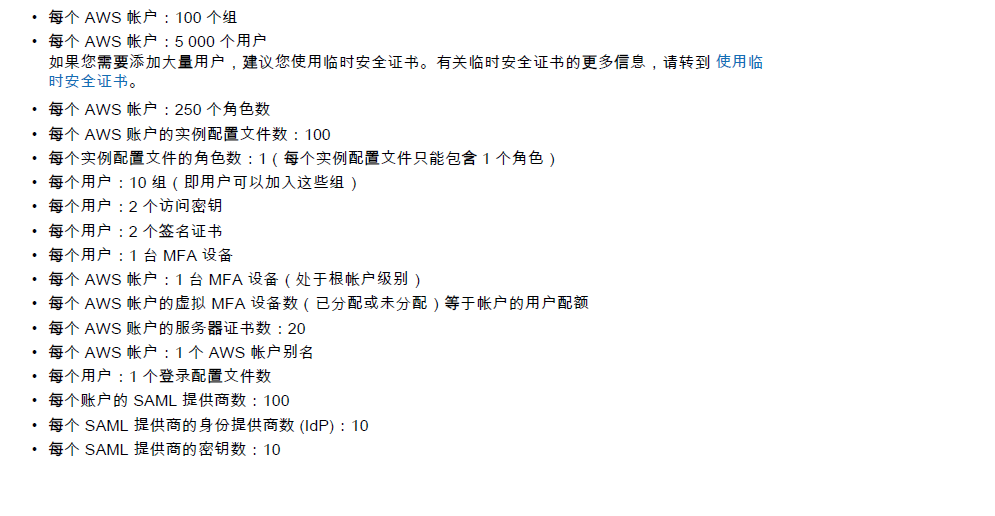 • 每个 AWS 帐户：100 个组
• 每个 AWS 帐户：5 000 个用户
如果您需要添加大量用户，建议您使用临时安全证书。有关临时安全证书的更多信息，请转到 使用临
时安全证书。
• 每个 AWS 帐户：250 个角色数
• 每个 AWS 账户的实例配置文件数：100
• 每个实例配置文件的角色数：1（每个实例配置文件只能包含 1 个角色）
• 每个用户：10 组（即用户可以加入这些组）
• 每个用户：2 个访问密钥
• 每个用户：2 个签名证书
• 每个用户：1 台 MFA 设备
• 每个 AWS 帐户：1 台 MFA 设备（处于根帐户级别）
• 每个 AWS 帐户的虚拟 MFA 设备数（已分配或未分配）等于帐户的用户配额
• 每个 AWS 账户的服务器证书数：20
• 每个 AWS 帐户：1 个 AWS 帐户别名
• 每个用户：1 个登录配置文件数
• 每个账户的 SAML 提供商数：100
• 每个 SAML 提供商的身份提供商数 (IdP)：10
• 每个 SAML 提供商的密钥数：10